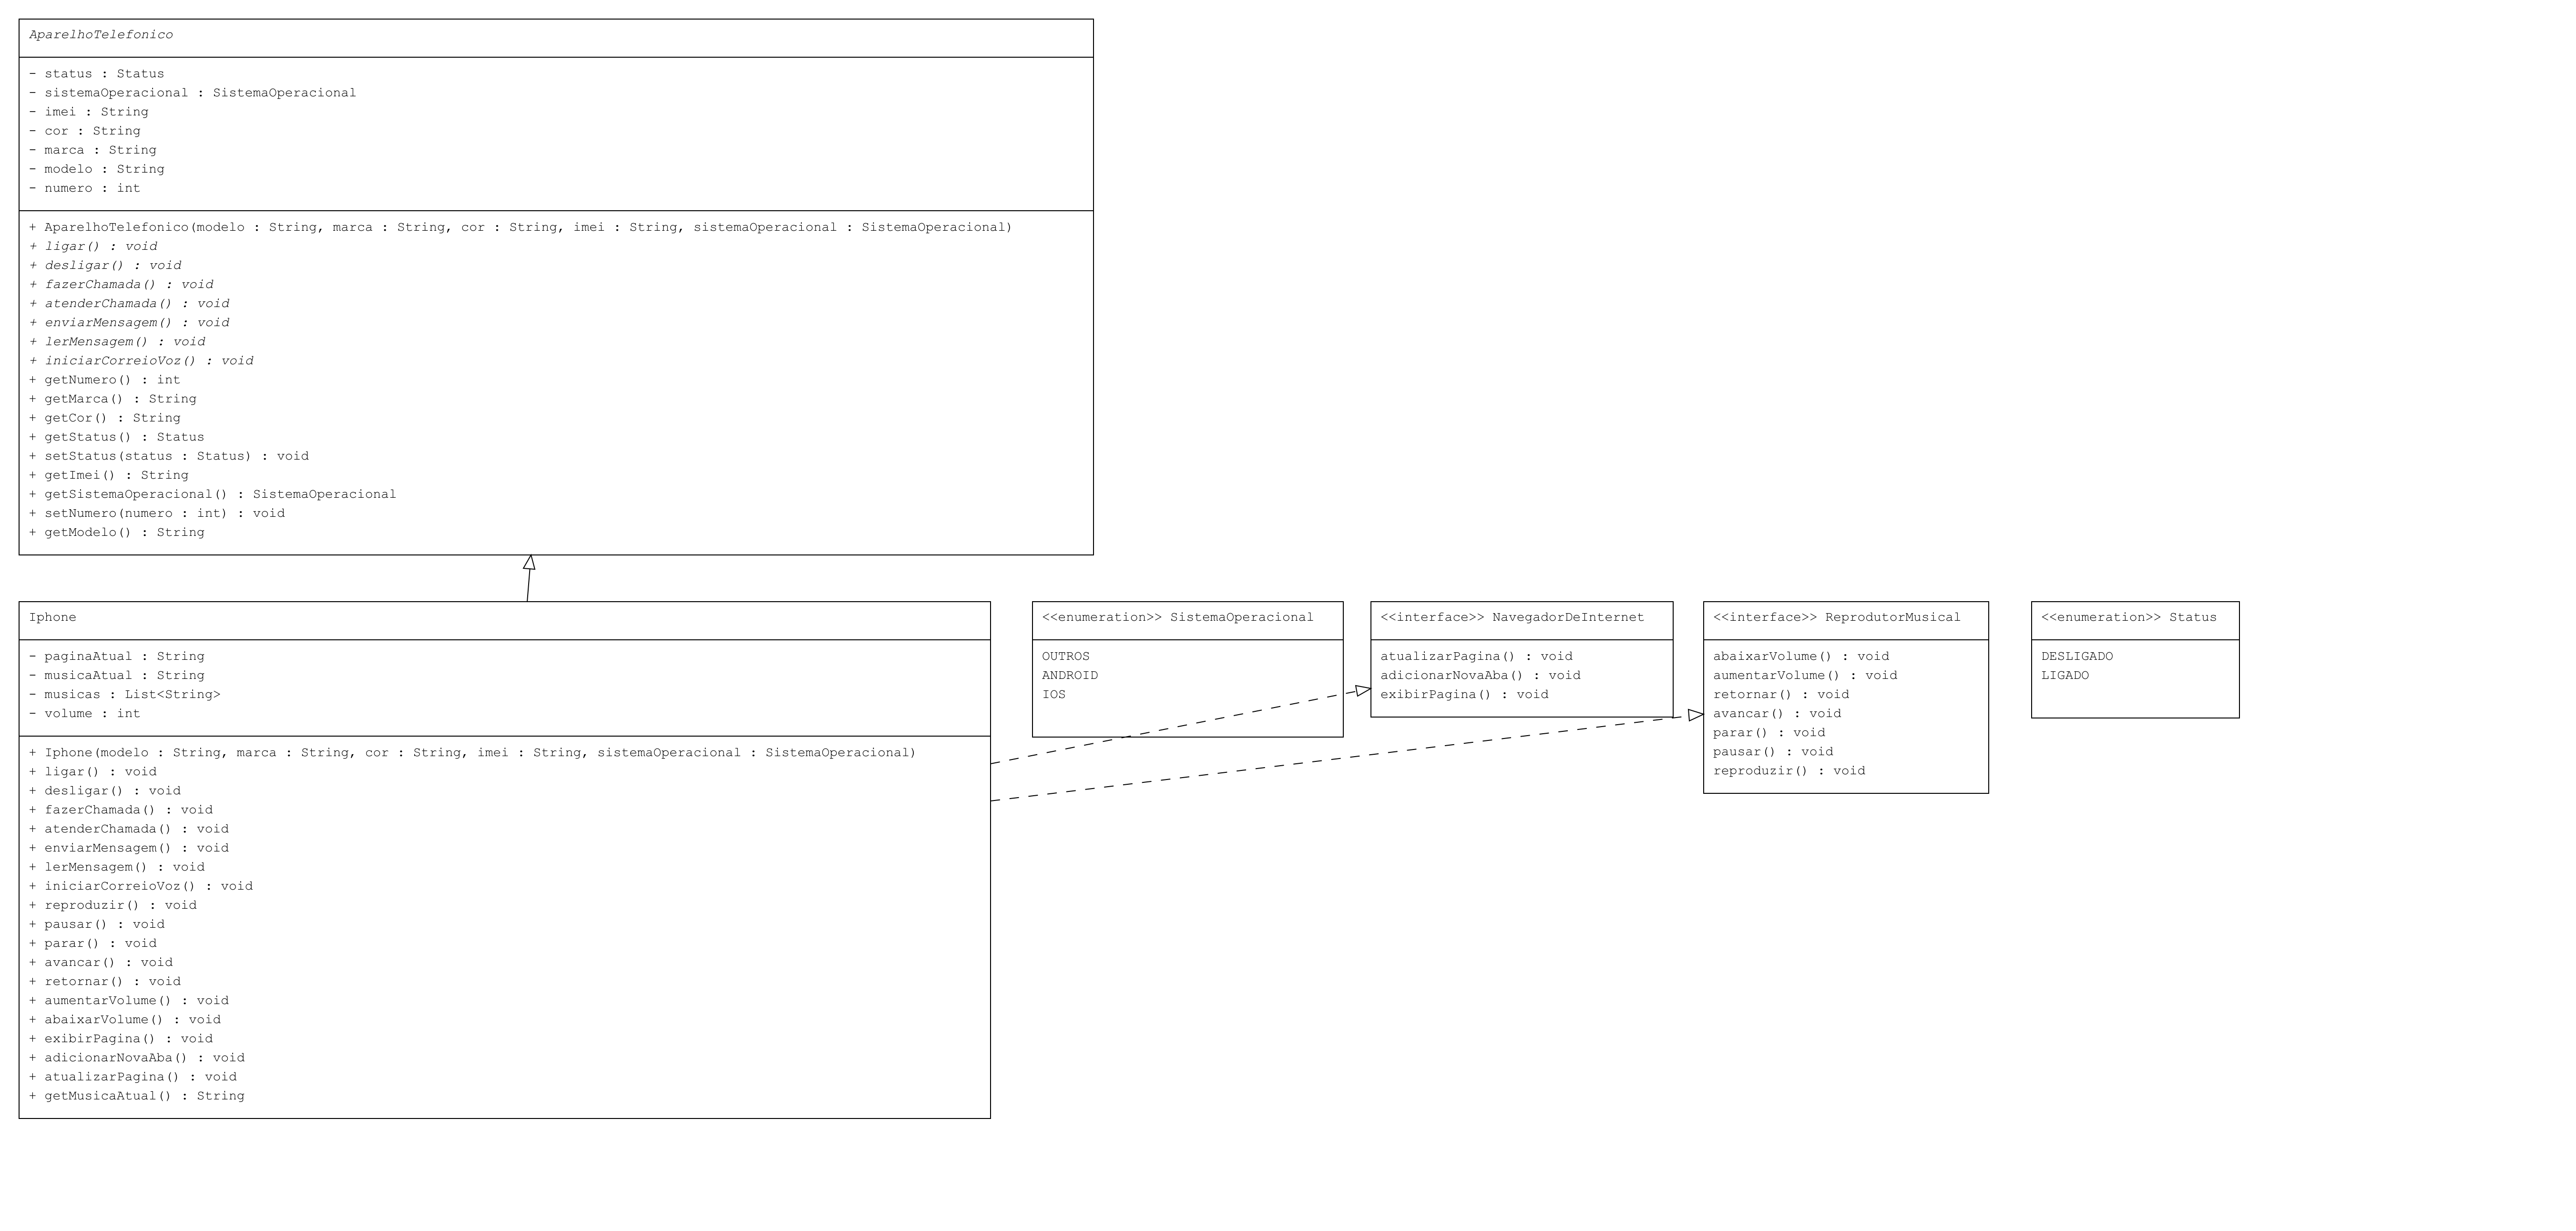 AparelhoTelefonico
- status : Status
- sistemaOperacional : SistemaOperacional
- imei : String
- cor : String
- marca : String
- modelo : String
- numero : int
+ AparelhoTelefonico(modelo : String, marca : String, cor : String, imei : String, sistemaOperacional : SistemaOperacional)
+ ligar() : void
+ desligar() : void
+ fazerChamada() : void
+ atenderChamada() : void
+ enviarMensagem() : void
+ lerMensagem() : void
+ iniciarCorreioVoz() : void
+ getNumero() : int
+ getMarca() : String
+ getCor() : String
+ getStatus() : Status
+ setStatus(status : Status) : void
+ getImei() : String
+ getSistemaOperacional() : SistemaOperacional
+ setNumero(numero : int) : void
+ getModelo() : String
Iphone
- paginaAtual : String
- musicaAtual : String
- musicas : List<String>
- volume : int
+ Iphone(modelo : String, marca : String, cor : String, imei : String, sistemaOperacional : SistemaOperacional)
+ ligar() : void
+ desligar() : void
+ fazerChamada() : void
+ atenderChamada() : void
+ enviarMensagem() : void
+ lerMensagem() : void
+ iniciarCorreioVoz() : void
+ reproduzir() : void
+ pausar() : void
+ parar() : void
+ avancar() : void
+ retornar() : void
+ aumentarVolume() : void
+ abaixarVolume() : void
+ exibirPagina() : void
+ adicionarNovaAba() : void
+ atualizarPagina() : void
+ getMusicaAtual() : String
<<enumeration>> SistemaOperacional
OUTROS
ANDROID
IOS
<<interface>> NavegadorDeInternet
atualizarPagina() : void
adicionarNovaAba() : void
exibirPagina() : void
<<interface>> ReprodutorMusical
abaixarVolume() : void
aumentarVolume() : void
retornar() : void
avancar() : void
parar() : void
pausar() : void
reproduzir() : void
<<enumeration>> Status
DESLIGADO
LIGADO